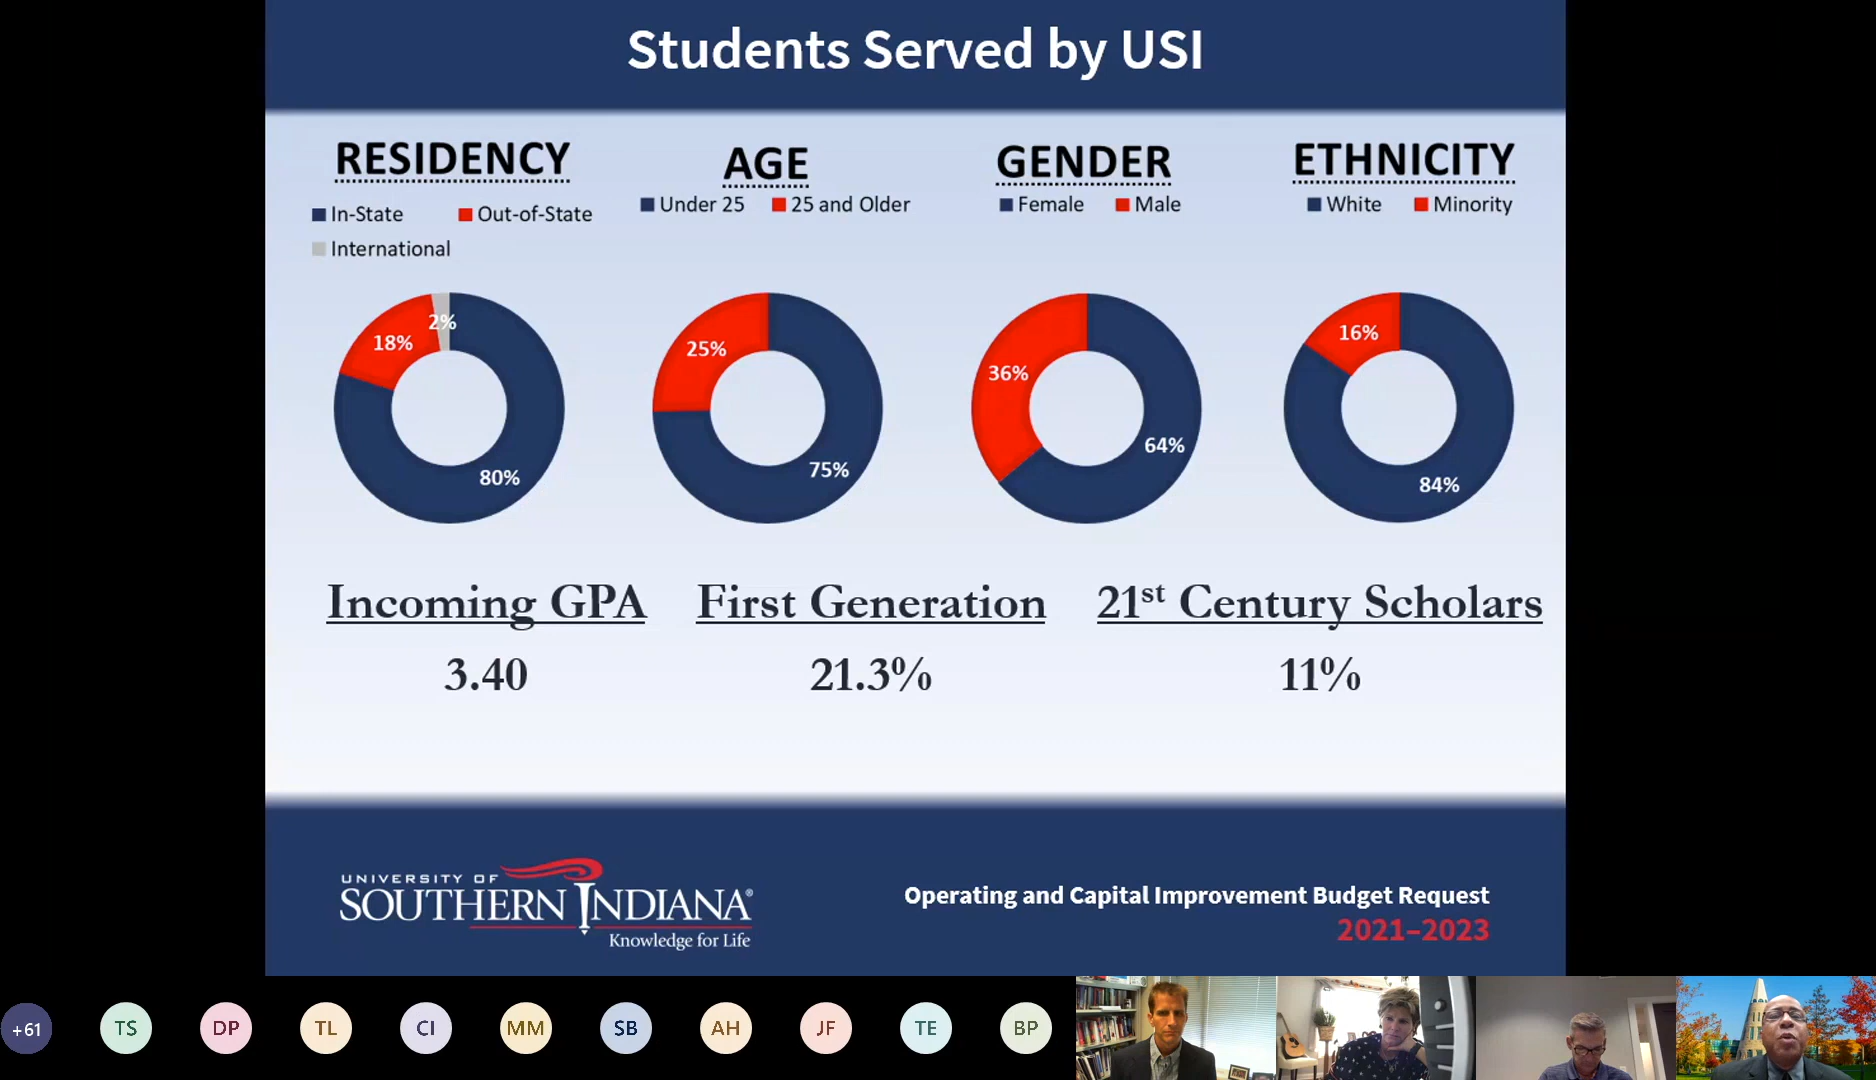 Students Served by USI
RESIDENCY
In-State
Out-of-State
International
2%
18%
80%
AGE
Under 25
25 and Older
25%
75%
GENDER
Female
Male
36%
64%
ETHNICITY
White
Minority
16%
84%
Incoming GPA
3.40
First Generation
21.3%
21st Century Scholars
11%
UNIVERSITY OF
SOUTHERN INDIANA®
Knowledge for Life
Operating and Capital Improvement Budget Request
2021–2023
+61
TS
DP
TL
CI
MM
SB
AH
JF
TE
BP